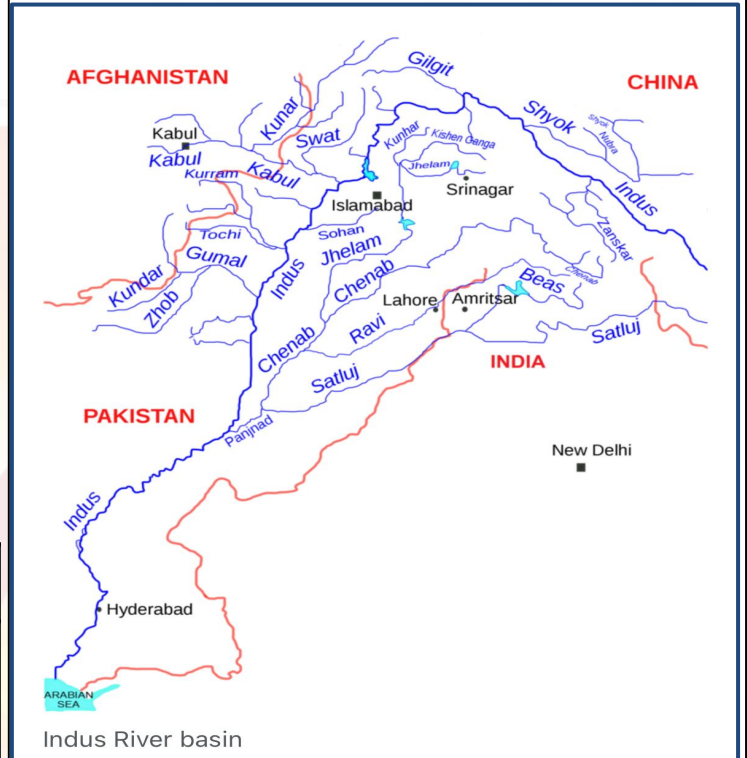 Gilgit
AFGHANISTAN
CHINA
Kunar
Shyok
Shyok
Nubra
Kabul
Swat
Kunhar
Kishen Ganga
Kabul
Kurram
Kabul
Jhelam
Srinagar
Indus
Islamabad
Zanskar
Tochi
Sohan
Jhelam
Gumal
Kundar
Zhob
Indus
Chenab
Chenab
Beas
Lahore
Amritsar
Ravi
Satluj
Chenab
INDIA
Satluj
PAKISTAN
Panjnad
New Delhi
Indus
Hyderabad
ARABIAN
SEA
Indus River basin